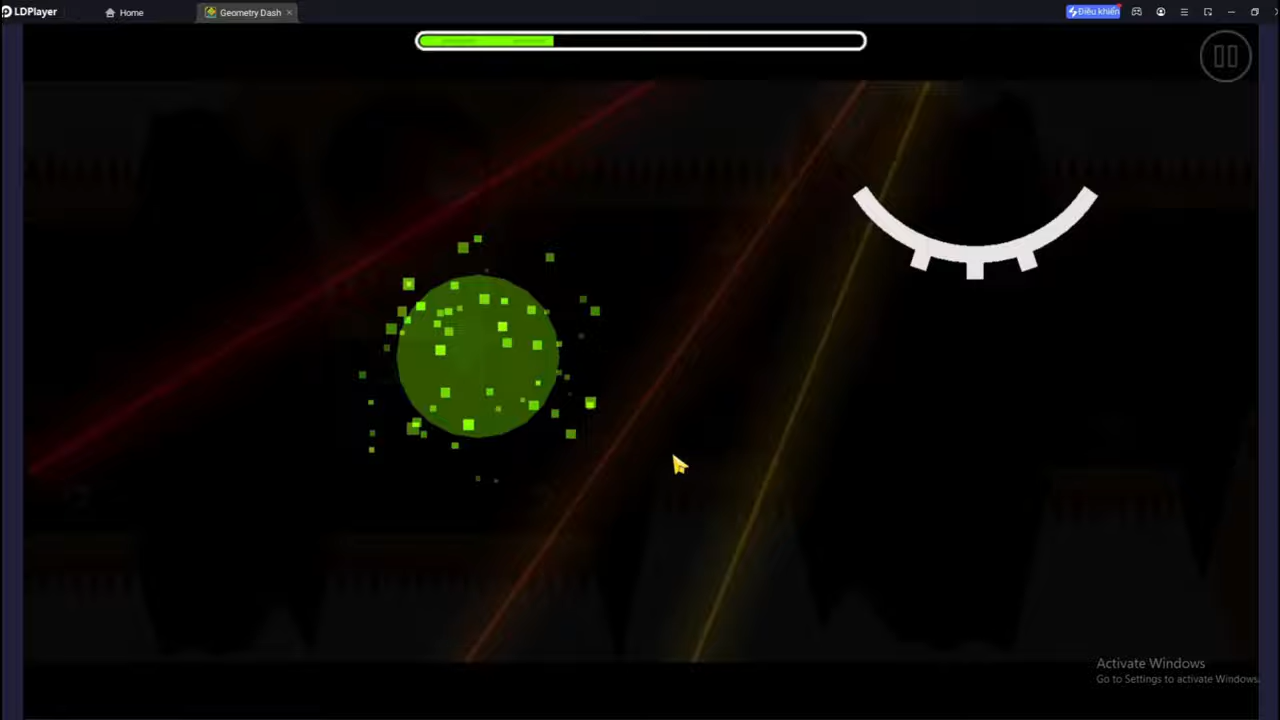 LDPlayer
Home
Geometry Dash
Điều khiển
Activate Windows
Go to Settings to activate Windows.